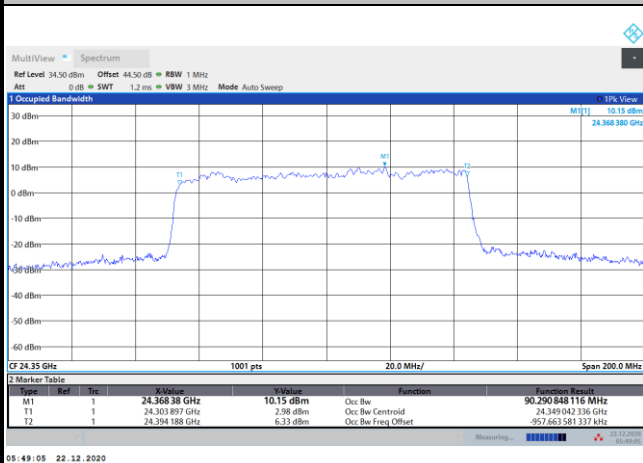 MultiView Spectrum
Ref Level 34.50 dBm Offset 44.50 dB RBW 1 MHz
Att 0 dB SWT 1.2 ms VBW 3 MHz Mode Auto Sweep
1 Occupied Bandwidth 1Pk View
M1[1] 10.15 dBm
24.368 380 GHz
30 dBm
20 dBm
M1
T1 T2
10 dBm
0 dBm
-10 dBm
-20 dBm
-30 dBm
-40 dBm
-50 dBm
-60 dBm
CF 24.35 GHz 1001 pts 20.0 MHz/ Span 200.0 MHz
2 Marker Table
Type Ref Trc X-Value Y-Value Function Function Result
M1 1 24.368 38 GHz 10.15 dBm Occ Bw 90.290 848 116 MHz
T1 1 24.303 897 GHz 2.98 dBm Occ Bw Centroid 24.349 042 336 GHz
T2 1 24.394 188 GHz 6.33 dBm Occ Bw Freq Offset -957.663 581 337 kHz
Measuring... 22.12.2020
05:49:05
05:49:05 22.12.2020